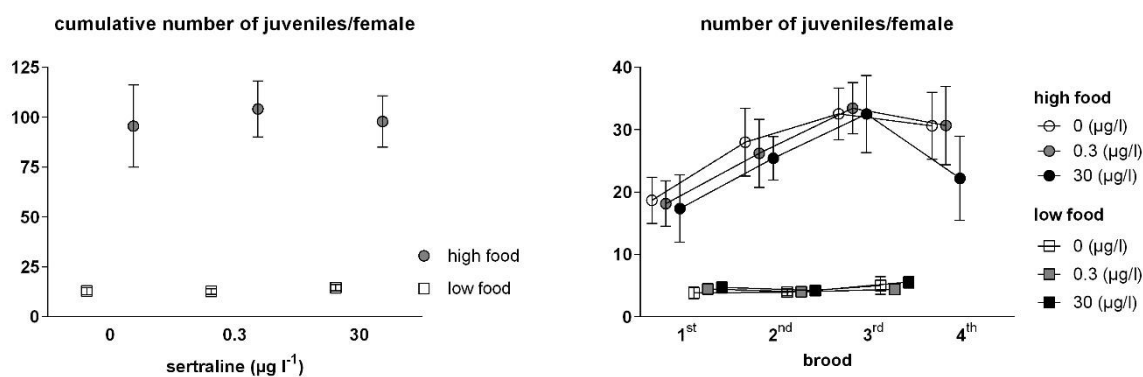 cumulative number of juveniles/female
125
100
75
50
25
0
high food
low food
0 0.3 30
sertraline (µg l⁻¹)
number of juveniles/female
40
30
20
10
0
1ˢᵗ 2ⁿᵈ 3ʳᵈ 4ᵗʰ
brood
high food
0 (µg/l)
0.3 (µg/l)
30 (µg/l)
low food
0 (µg/l)
0.3 (µg/l)
30 (µg/l)